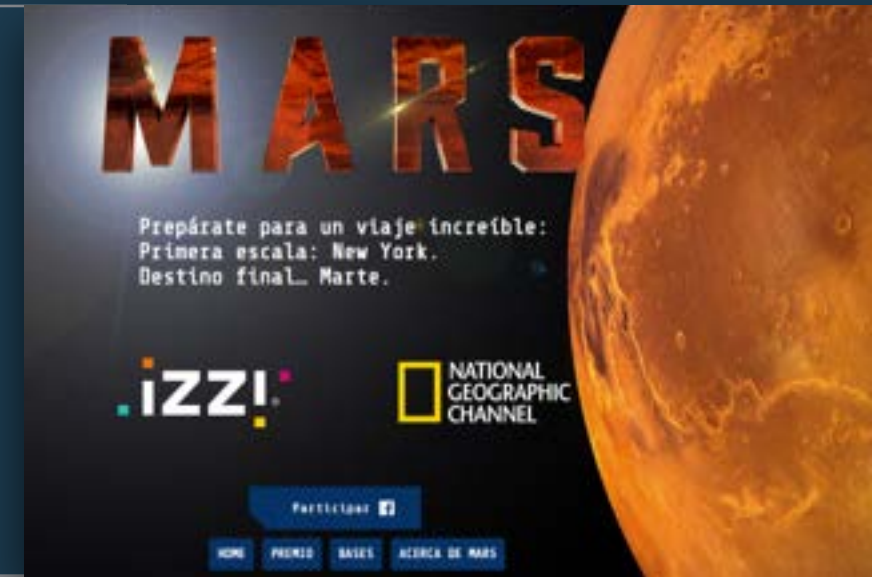 MARS
Prepárate para un viaje increíble:
Primera escala: New York.
Destino final… Marte.
izzi
NATIONAL
GEOGRAPHIC
CHANNEL
Participar
HOME PREMIO BASES ACERCA DE MARS